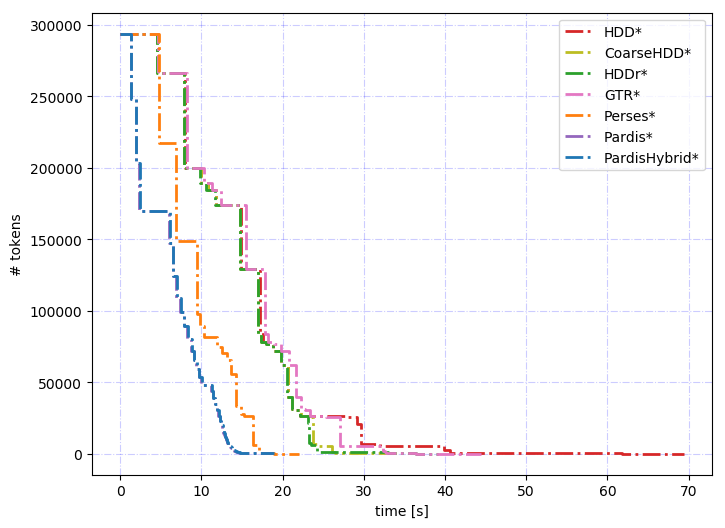 300000
250000
200000
150000
100000
50000
0
# tokens
0 10 20 30 40 50 60 70
time [s]
HDD*
CoarseHDD*
HDDr*
GTR*
Perses*
Pardis*
PardisHybrid*